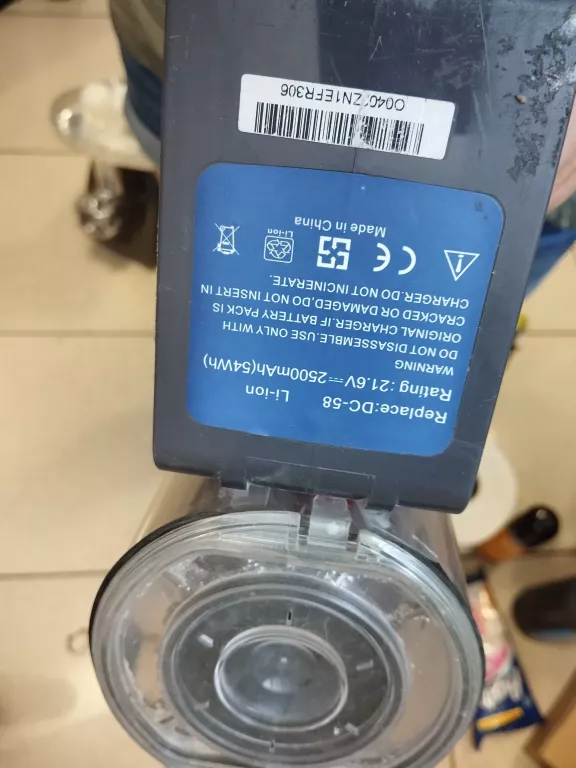 Replace:DC-58 Li-ion
Rating : 21.6V⎓2500mAh(54Wh)
WARNING
DO NOT DISASSEMBLE.USE ONLY WITH
ORIGINAL CHARGER.IF BATTERY PACK IS
CRACKED OR DAMAGED,DO NOT INSERT IN
CHARGER.DO NOT INCINERATE.
CE
Li-ion
Made in China